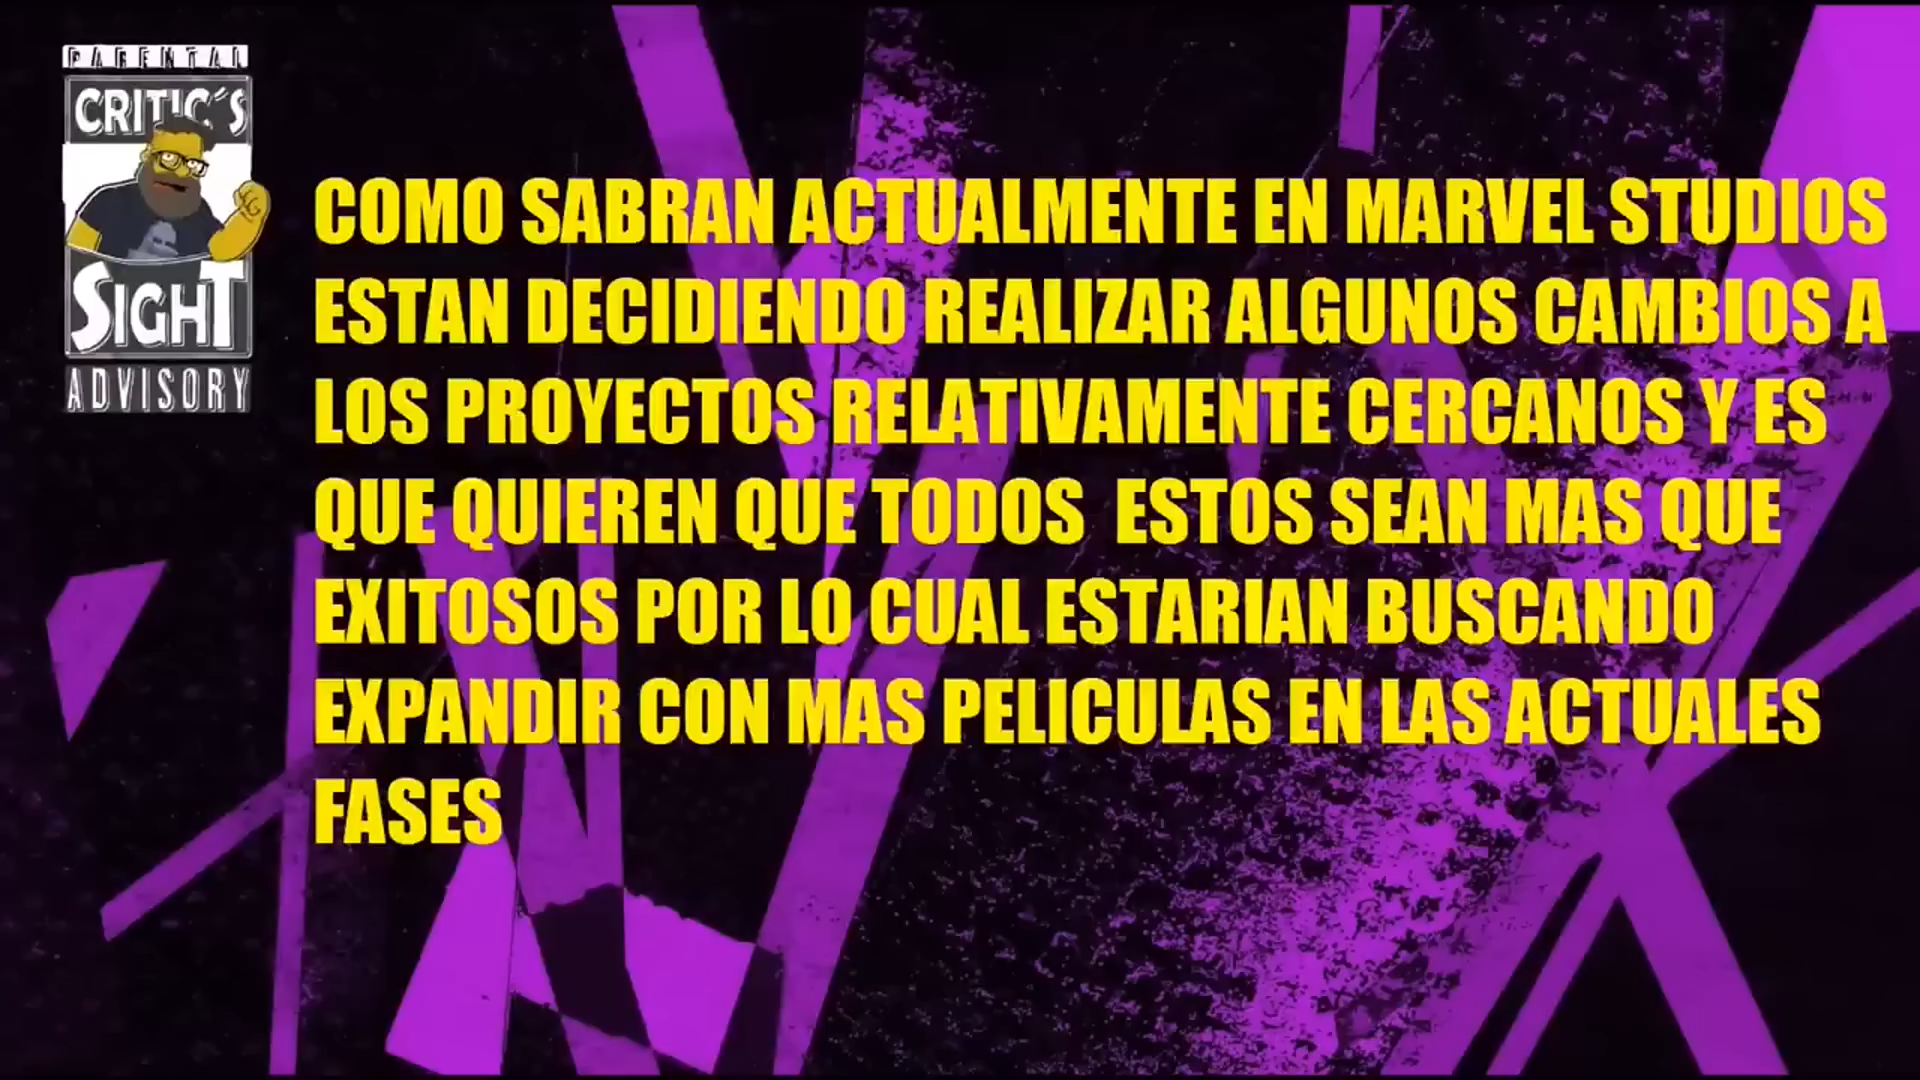 PARENTAL
CRITIC´S
SIGHT
ADVISORY
COMO SABRAN ACTUALMENTE EN MARVEL STUDIOS
ESTAN DECIDIENDO REALIZAR ALGUNOS CAMBIOS A
LOS PROYECTOS RELATIVAMENTE CERCANOS Y ES
QUE QUIEREN QUE TODOS  ESTOS SEAN MAS QUE
EXITOSOS POR LO CUAL ESTARIAN BUSCANDO
EXPANDIR CON MAS PELICULAS EN LAS ACTUALES
FASES